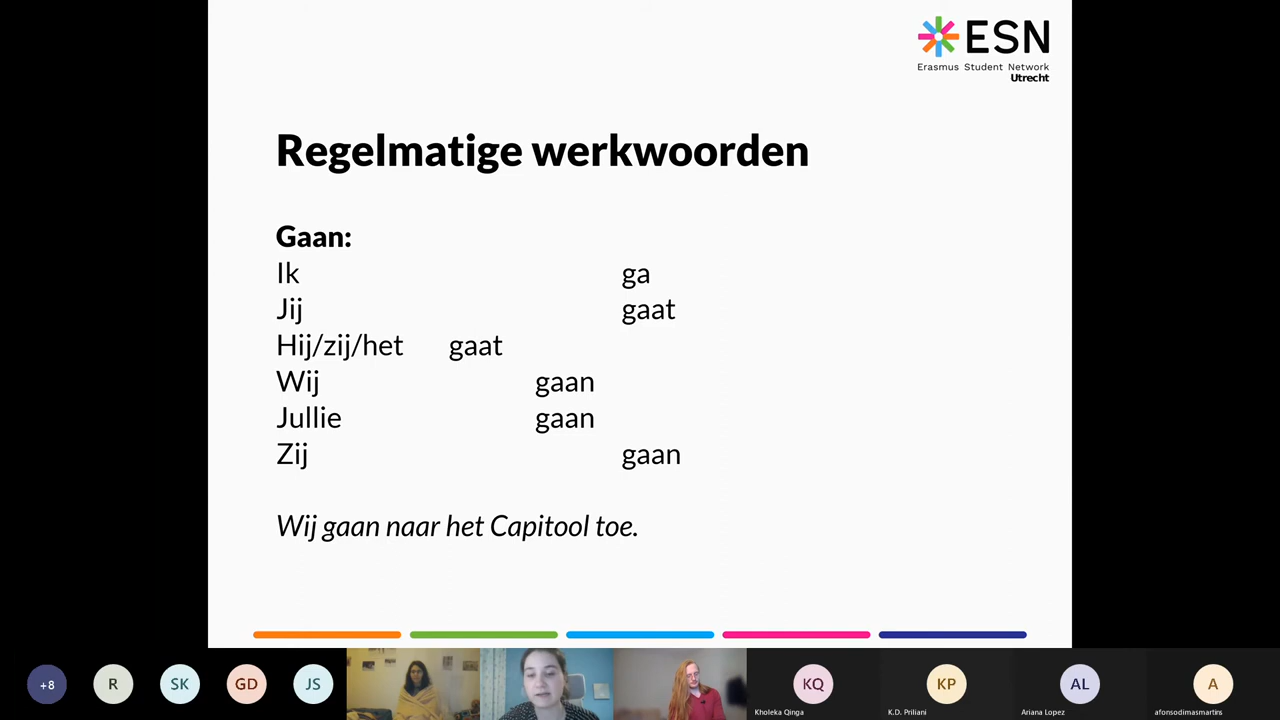 ESN
Erasmus Student Network
Utrecht
Regelmatige werkwoorden
Gaan:
Ik ga
Jij gaat
Hij/zij/het gaat
Wij gaan
Jullie gaan
Zij gaan
Wij gaan naar het Capitool toe.
+8 R SK GD JS KQ KP AL A
Kholeka Qinga K.D. Priliani Ariana Lopez afonsodimasmartins